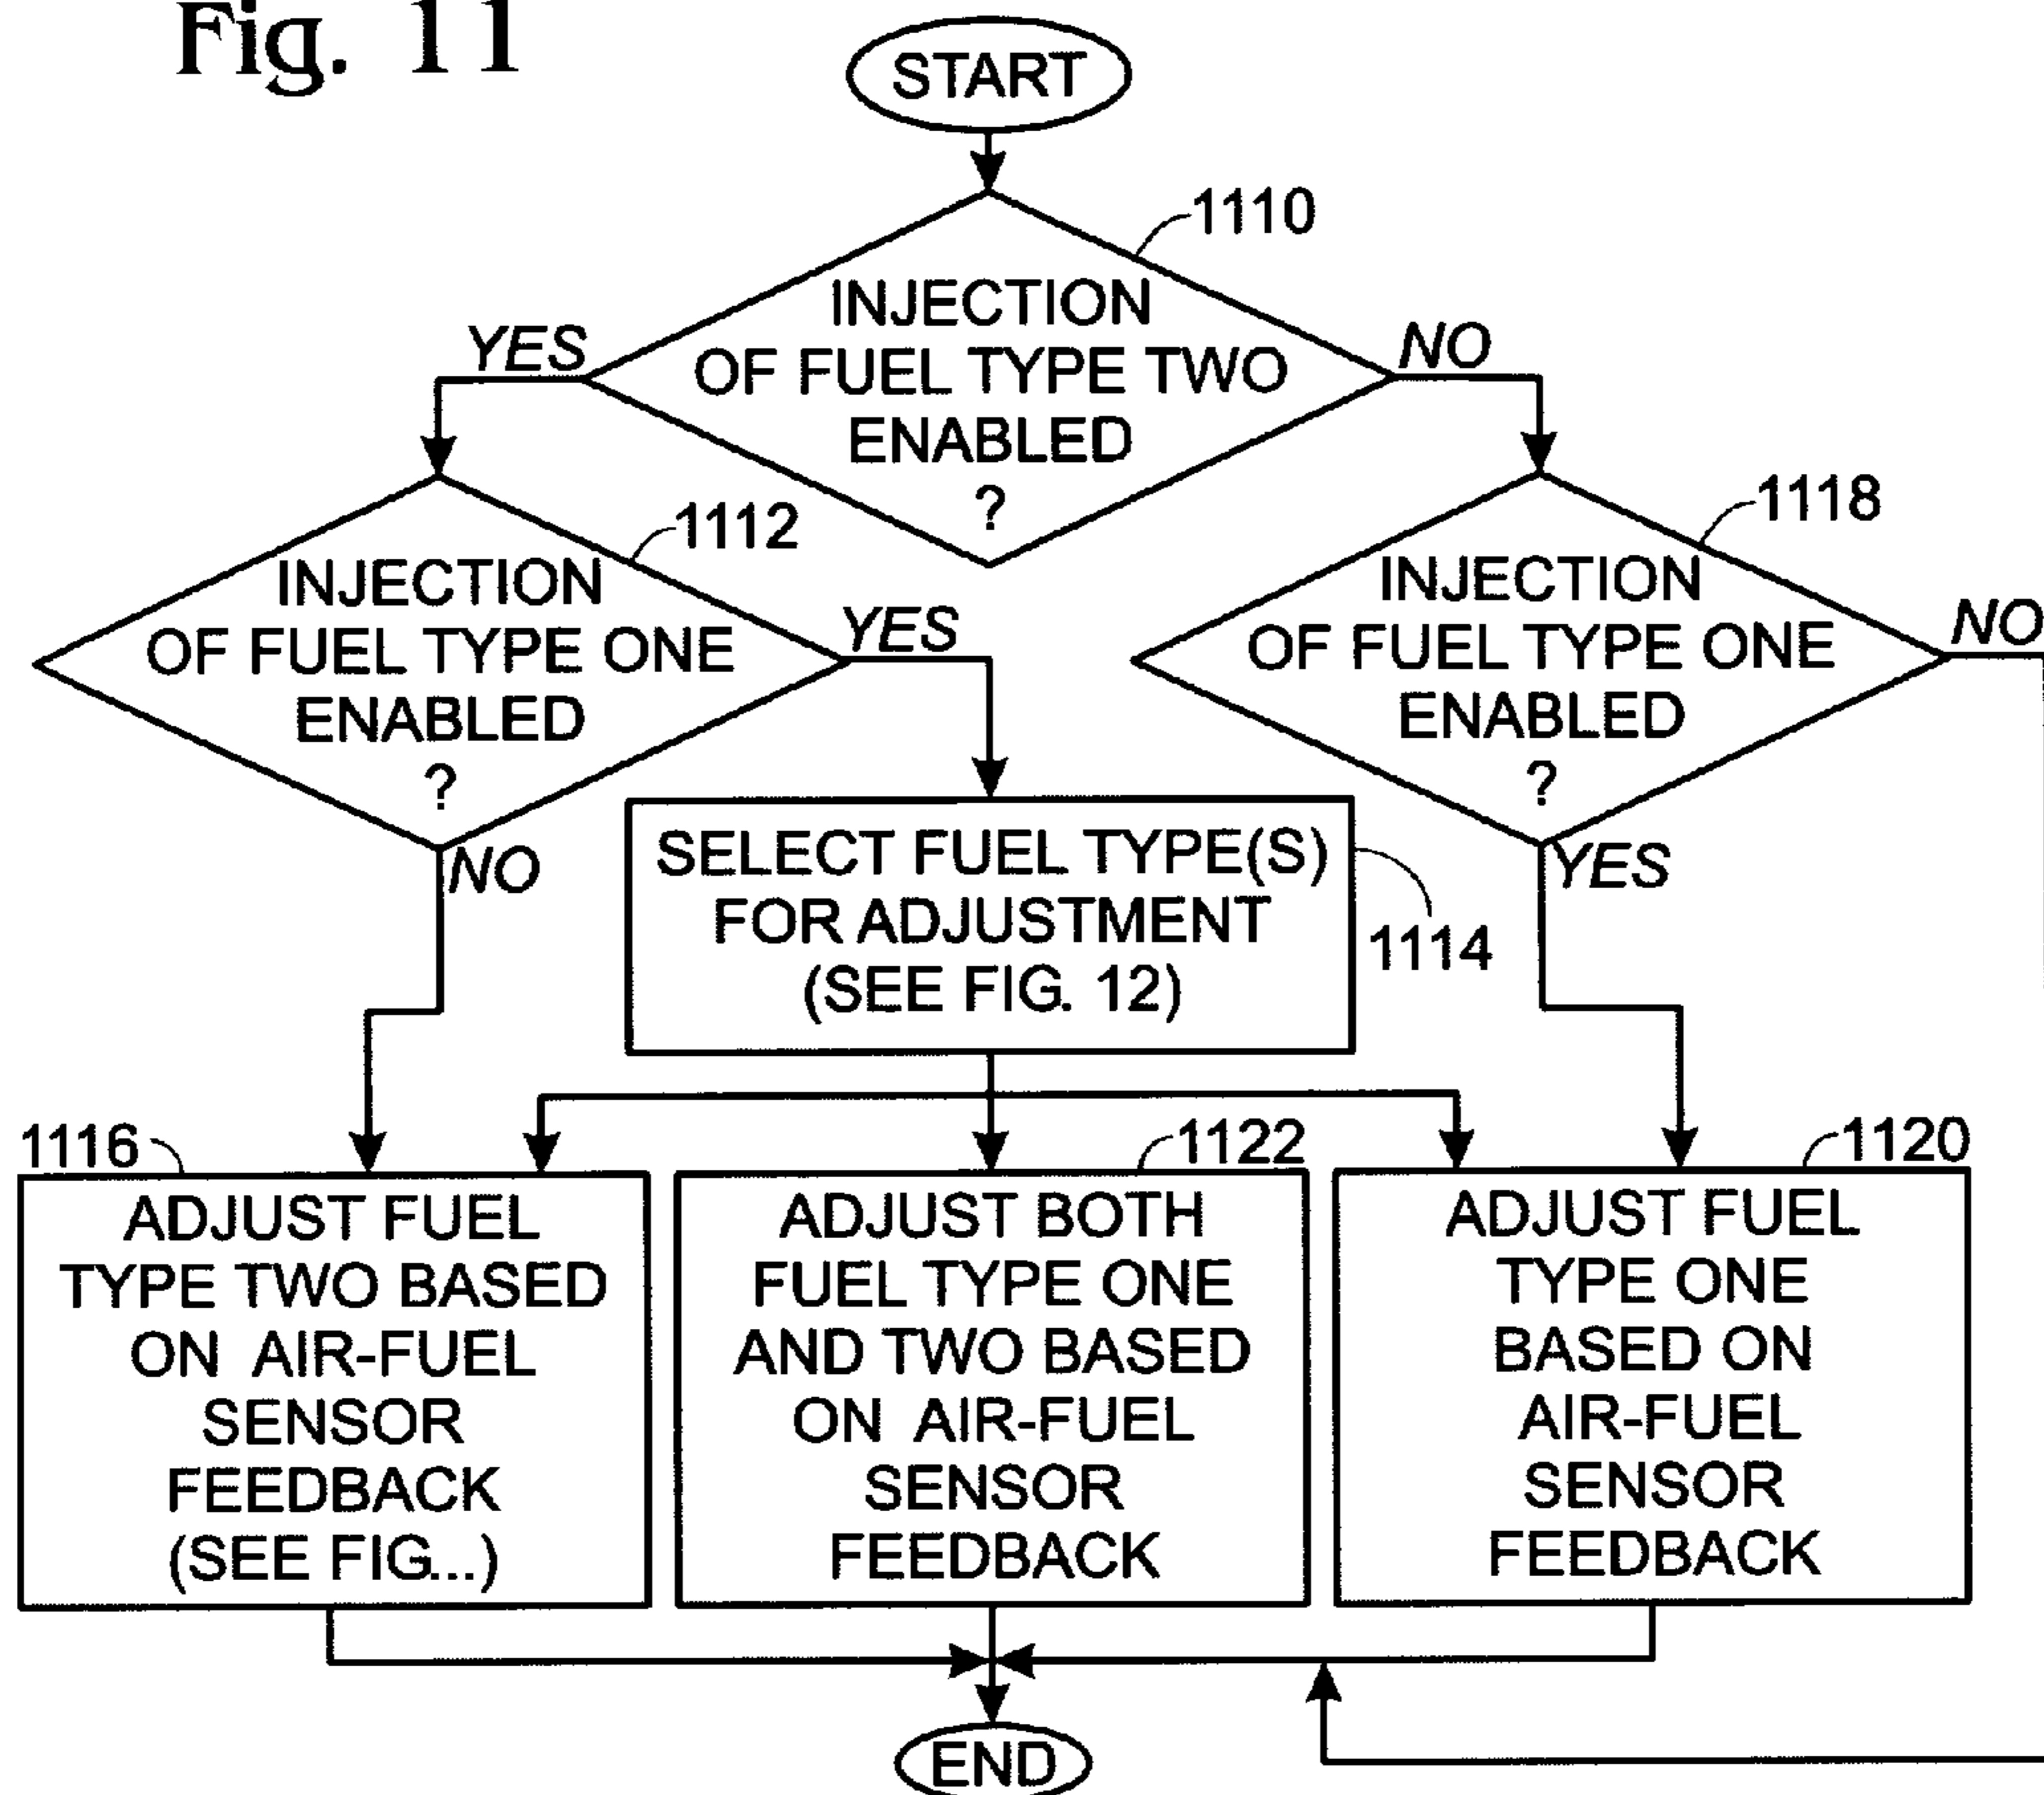 Fig. 11
START
1110
INJECTION
OF FUEL TYPE TWO
ENABLED
?
YES
NO
1112
INJECTION
OF FUEL TYPE ONE
ENABLED
?
YES
NO
1118
INJECTION
OF FUEL TYPE ONE
ENABLED
?
NO
YES
SELECT FUEL TYPE(S)
FOR ADJUSTMENT
(SEE FIG. 12)
1114
1116
ADJUST FUEL
TYPE TWO BASED
ON AIR-FUEL
SENSOR
FEEDBACK
(SEE FIG...)
1122
ADJUST BOTH
FUEL TYPE ONE
AND TWO BASED
ON AIR-FUEL
SENSOR
FEEDBACK
1120
ADJUST FUEL
TYPE ONE
BASED ON
AIR-FUEL
SENSOR
FEEDBACK
END